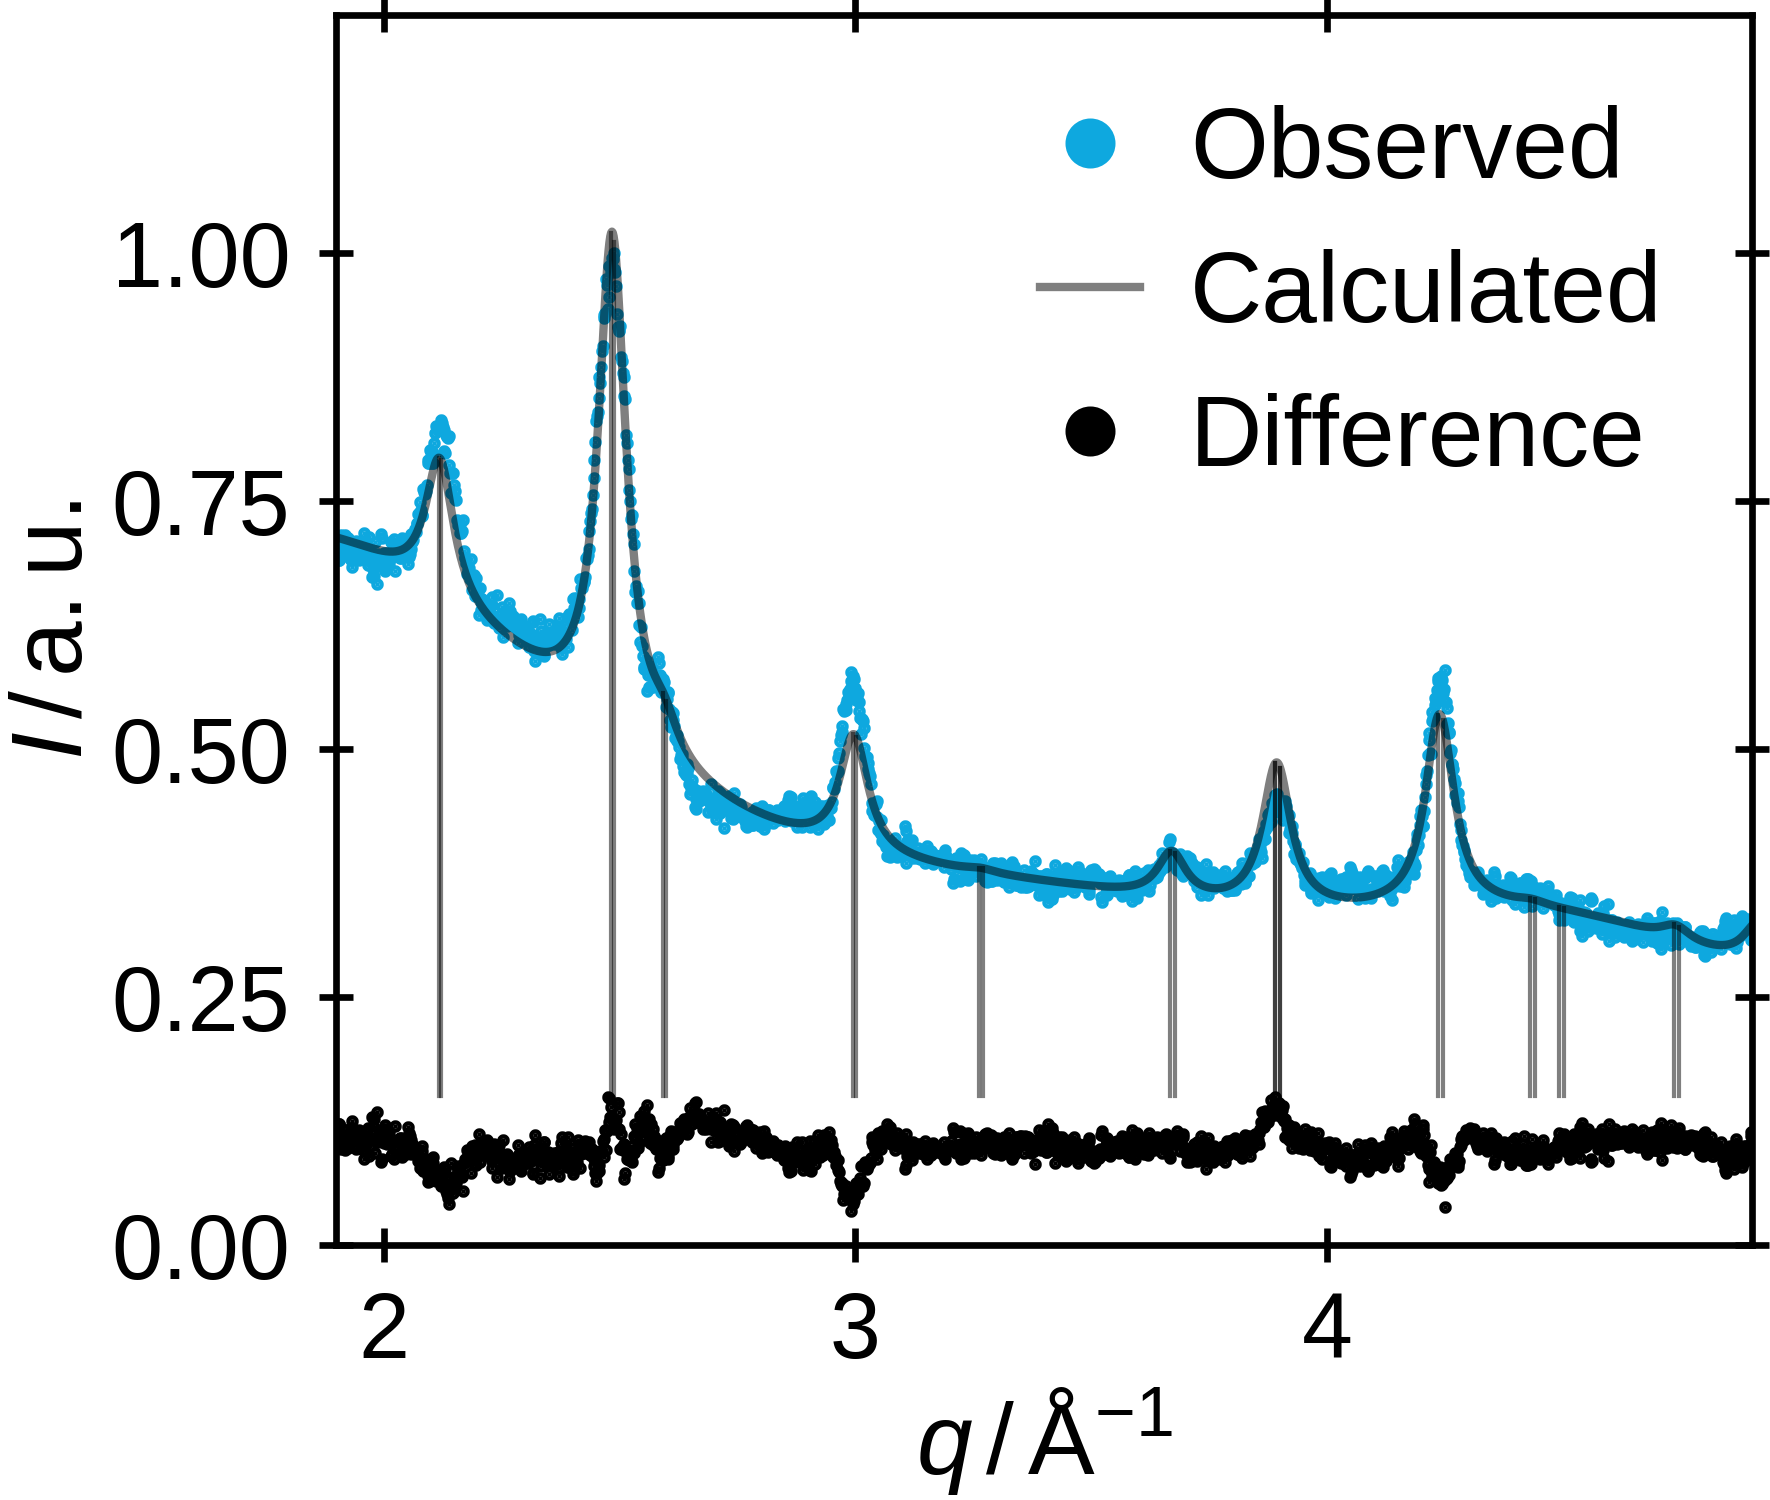 Observed
Calculated
Difference
1.00
0.75
0.50
0.25
0.00
I / a. u.
2 3 4
q / Å⁻¹